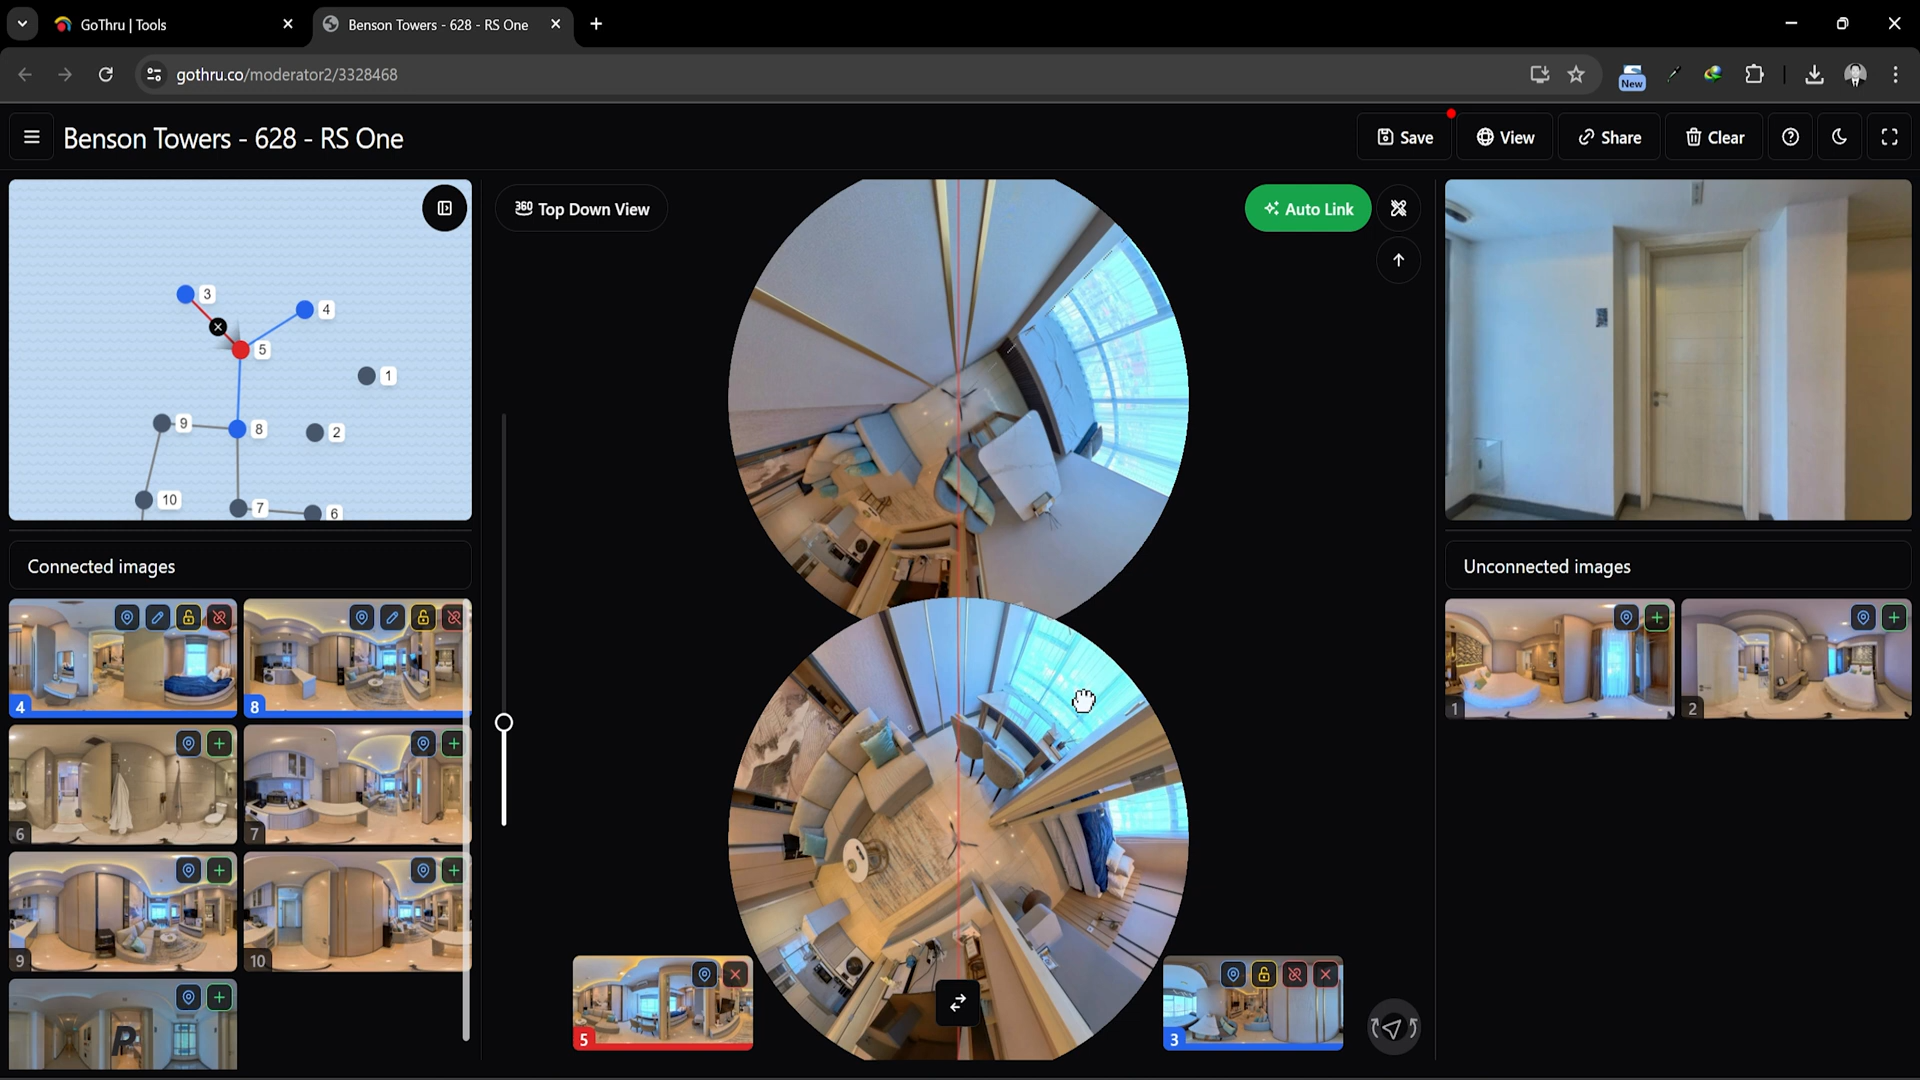 GoThru | Tools
Benson Towers - 628 - RS One
gothru.co/moderator2/3328468
New
Benson Towers - 628 - RS One
Save
View
Share
Clear
360 Top Down View
Auto Link
3
4
5
1
9
8
2
10
7
6
Connected images
Unconnected images
4
8
1
2
6
7
9
10
P
5
3